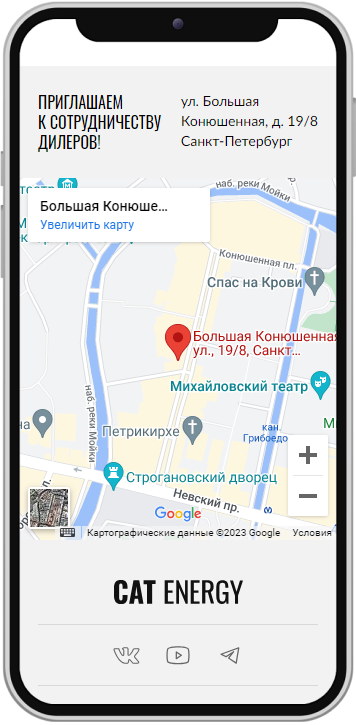 ПРИГЛАШАЕМ
К СОТРУДНИЧЕСТВУ
ДИЛЕРОВ!
ул. Большая
Конюшенная, д. 19/8
Санкт-Петербург
наб. реки Мойки
Большая Конюше...
Увеличить карту
Конюшенная пл.
Спас на Крови
Большая Конюшенная
ул., 19/8, Санкт...
Михайловский театр
наб. реки Мойки
Петрикирхе
кан.
Грибоедо
Строгановский дворец
Невский пр.
Google
Картографические данные ©2023 Google
Условия
CAT ENERGY